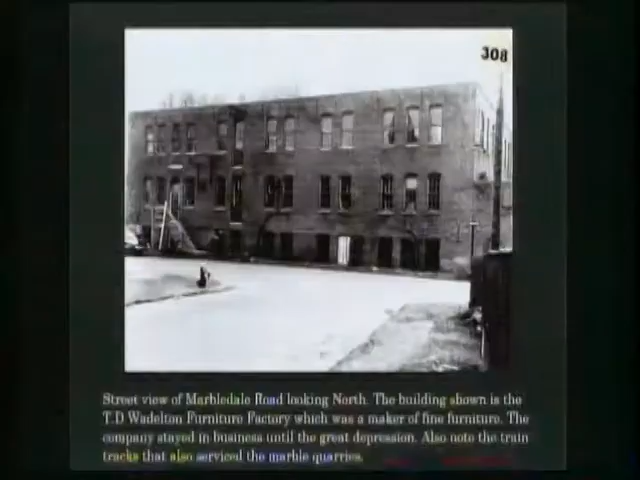 308
Street view of Marbledale Road looking North. The building shown is the
T.D Wadelton Furniture Factory which was a maker of fine furniture. The
company stayed in business until the great depression. Also note the train
tracks that also serviced the marble quarries.